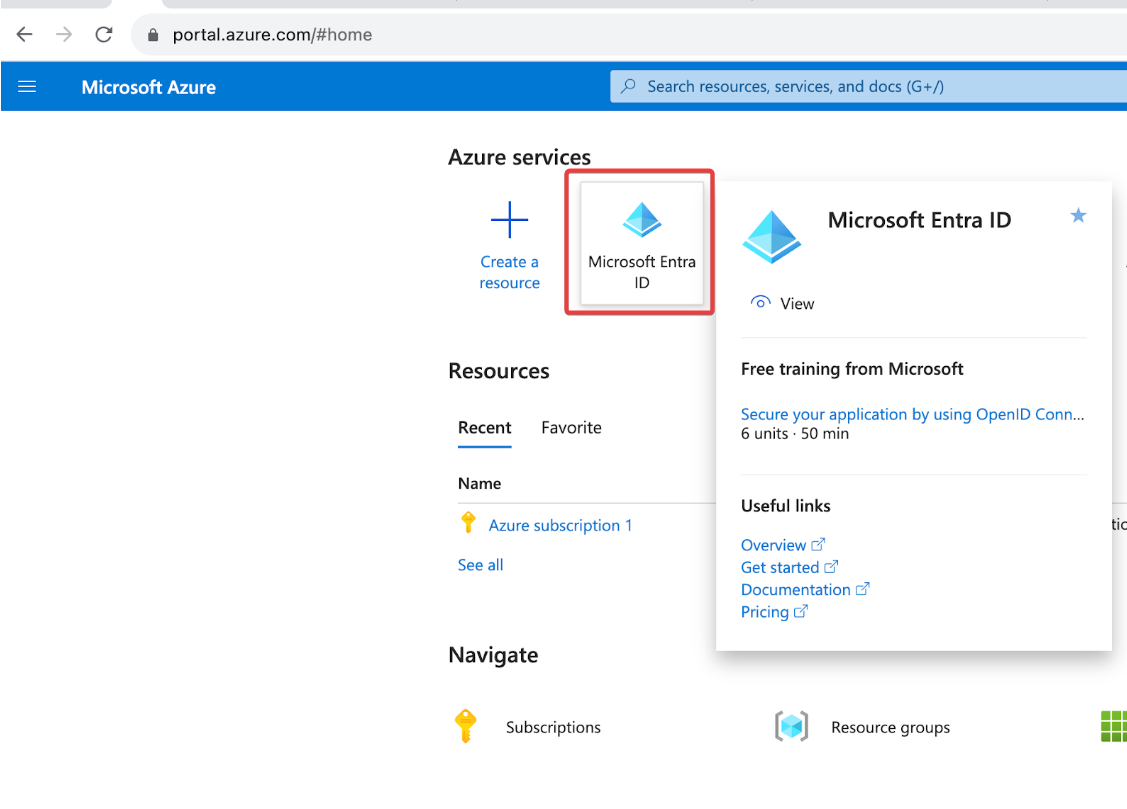 portal.azure.com/#home
Microsoft Azure
Search resources, services, and docs (G+/)
Azure services
Create a
resource
Microsoft Entra
ID
Microsoft Entra ID
View
Free training from Microsoft
Secure your application by using OpenID Conn...
6 units · 50 min
Useful links
Overview
Get started
Documentation
Pricing
Resources
Recent
Favorite
Name
Azure subscription 1
See all
Navigate
Subscriptions
Resource groups